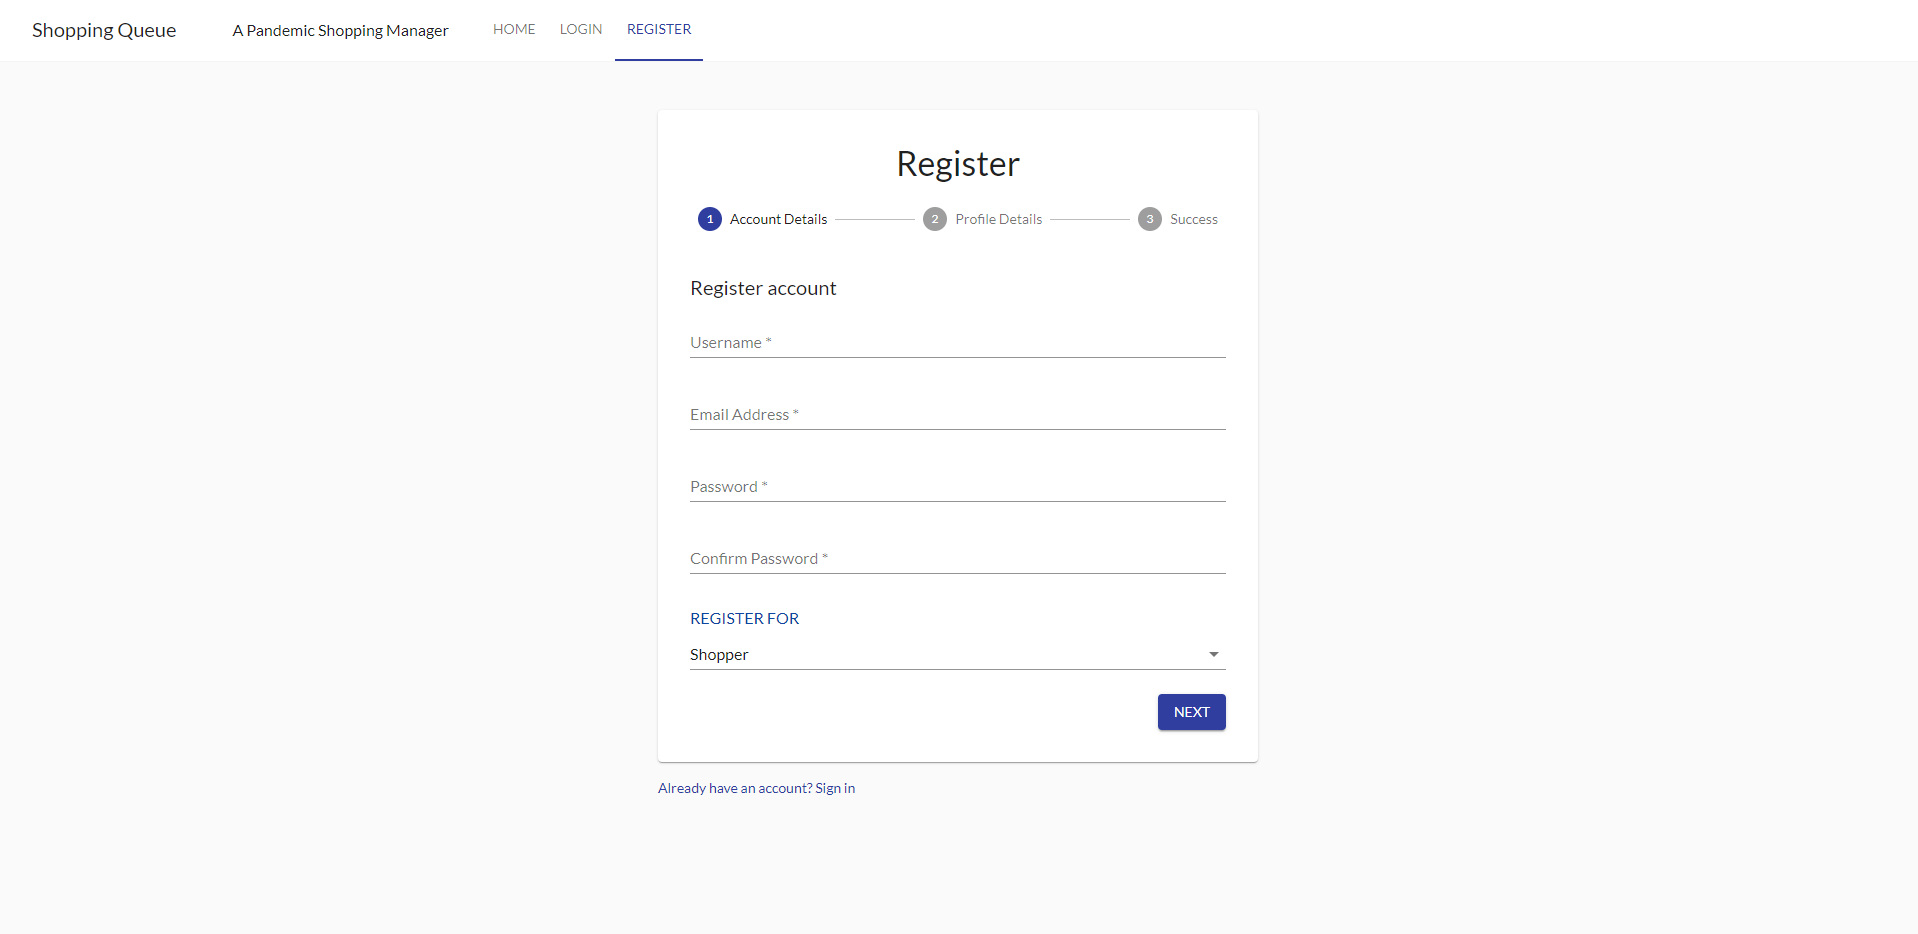 Shopping Queue A Pandemic Shopping Manager HOME LOGIN REGISTER
Register
1 Account Details 2 Profile Details 3 Success
Register account
Username *
Email Address *
Password *
Confirm Password *
REGISTER FOR
Shopper
NEXT
Already have an account? Sign in